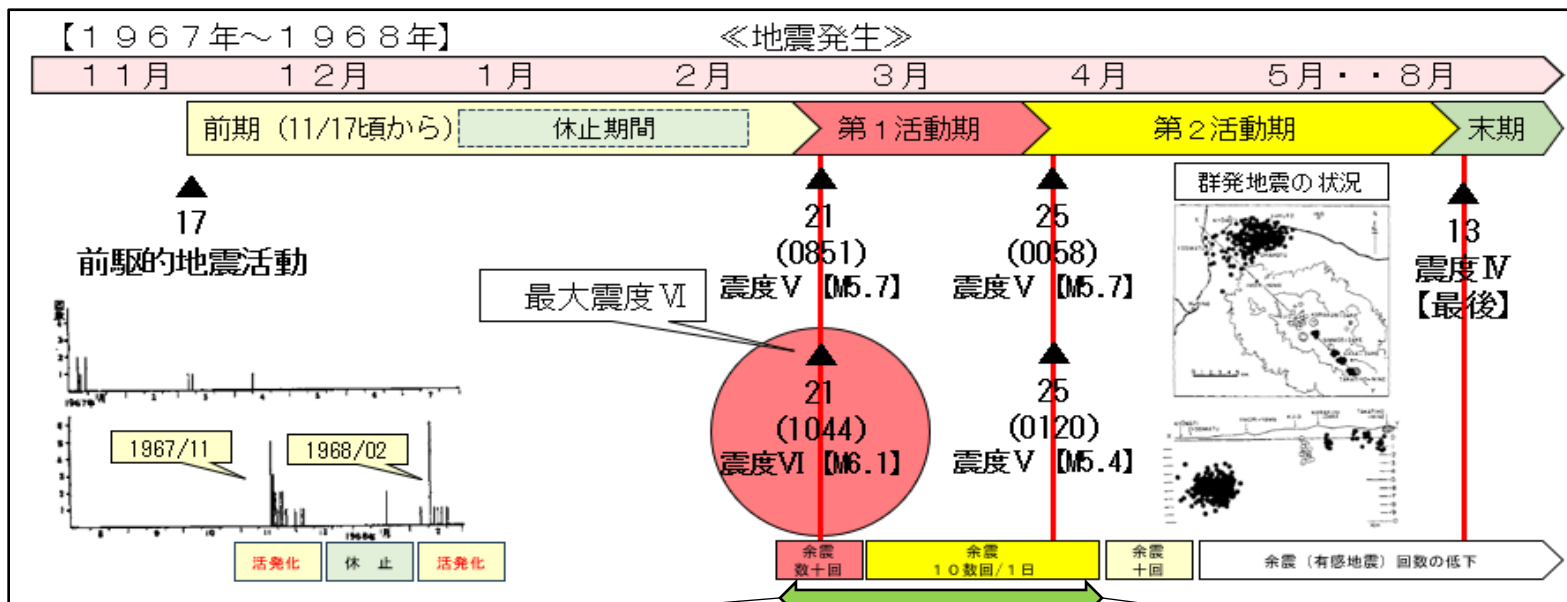 【１９６７年～１９６８年】
≪地震発生≫
１１月　１２月　１月　２月　３月　４月　５月・・８月
前期（11/17頃から）
休止期間
第１活動期
第２活動期
末期
17
前駆的地震活動
21
(0851)
震度Ⅴ【M5.7】
最大震度Ⅵ
21
(1044)
震度Ⅵ【M6.1】
25
(0058)
震度Ⅴ【M5.7】
25
(0120)
震度Ⅴ【M5.4】
群発地震の状況
13
震度Ⅳ
【最後】
1967/11
1968/02
活発化
休　止
活発化
余震
数十回
余震
１０数回/１日
余震
十回
余震（有感地震）回数の低下